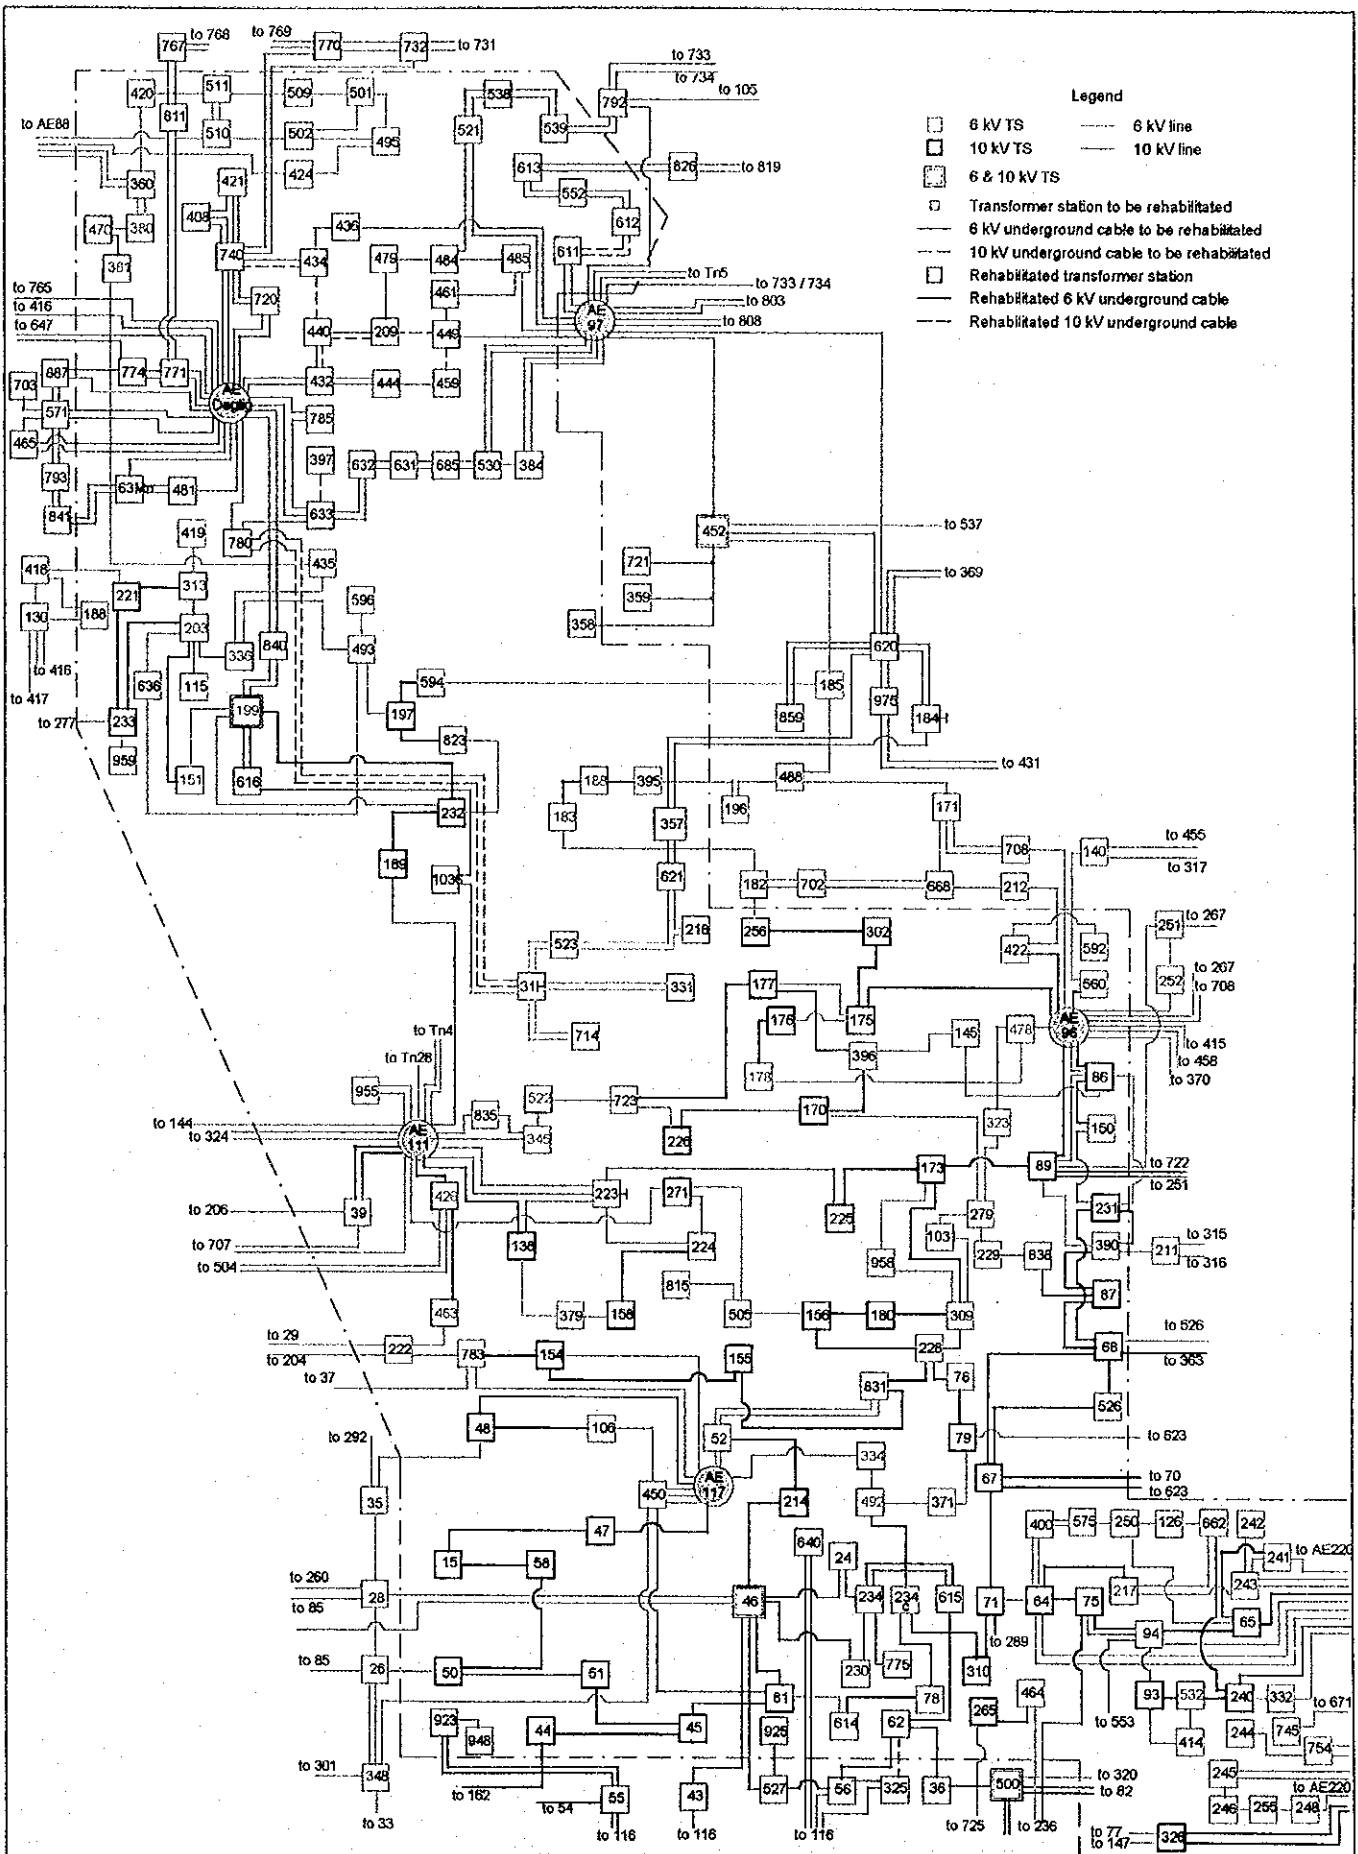 to 768
to 769
767
770
732
to 731
to 733
to 734
792
to 105
420
511
509
501
538
811
510
502
495
521
539
to AE88
424
613
826
to 819
360
421
552
408
612
470
380
436
740
434
479
484
485
611
381
to Tn5
to 765
720
461
to 733 / 734
to 416
to 803
to 647
440
209
449
AE
97
to 808
687
774
771
432
444
459
703
AE
571
785
465
397
632
631
685
530
384
793
481
633
841
780
452
to 537
419
435
721
to 369
418
221
313
359
596
130
188
203
358
840
336
493
620
to 416
636
115
594
185
to 417
975
to 277
233
199
197
859
184H
959
151
616
823
to 431
188
395
488
232
183
196
171
357
189
708
140
to 455
to 317
1036
621
182
702
668
212
218
256
302
251
to 267
523
422
592
252
31H
331
177
560
to 267
to 708
714
176
175
AE
96
to Tn4
145
478
to 415
396
to 458
to Tn28
178
86
to 370
955
522
723
835
170
to 144
323
150
to 324
AE
111
345
226
173
89
to 722
to 251
426
223H
271
to 206
39
225
279
231
to 707
138
224
103
390
211
to 315
to 504
958
229
838
to 316
815
87
453
379
158
505
156
180
309
to 29
to 526
222
783
154
155
228
68
to 204
to 363
to 37
831
76
526
48
106
52
79
to 623
to 292
334
67
to 70
35
450
AE
117
214
492
371
to 623
400
575
250
126
662
242
47
640
24
to AE220
15
58
241
to 260
217
243
28
46
234
234
c
615
71
64
75
to 85
65
94
to 289
to 85
26
50
51
230
775
310
81
78
464
93
532
240
332
923
45
614
265
to 671
44
925
62
to 553
745
948
244
414
754
to 301
348
43
527
56
325
36
500
to 320
245
to 162
to 82
to AE220
to 54
55
246
255
248
to 33
to 116
to 116
to 116
to 725
to 236
to 77
to 147
326
Legend
6 kV TS
6 kV line
10 kV TS
10 kV line
6 & 10 kV TS
Transformer station to be rehabilitated
6 kV underground cable to be rehabilitated
10 kV underground cable to be rehabilitated
Rehabilitated transformer station
Rehabilitated 6 kV underground cable
Rehabilitated 10 kV underground cable